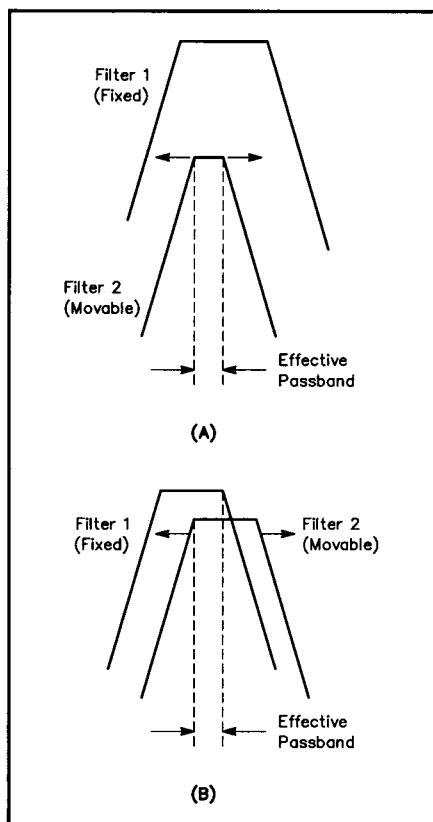 Filter 1
(Fixed)
Filter 2
(Movable)
Effective
Passband
(A)
Filter 1
(Fixed)
Filter 2
(Movable)
Effective
Passband
(B)